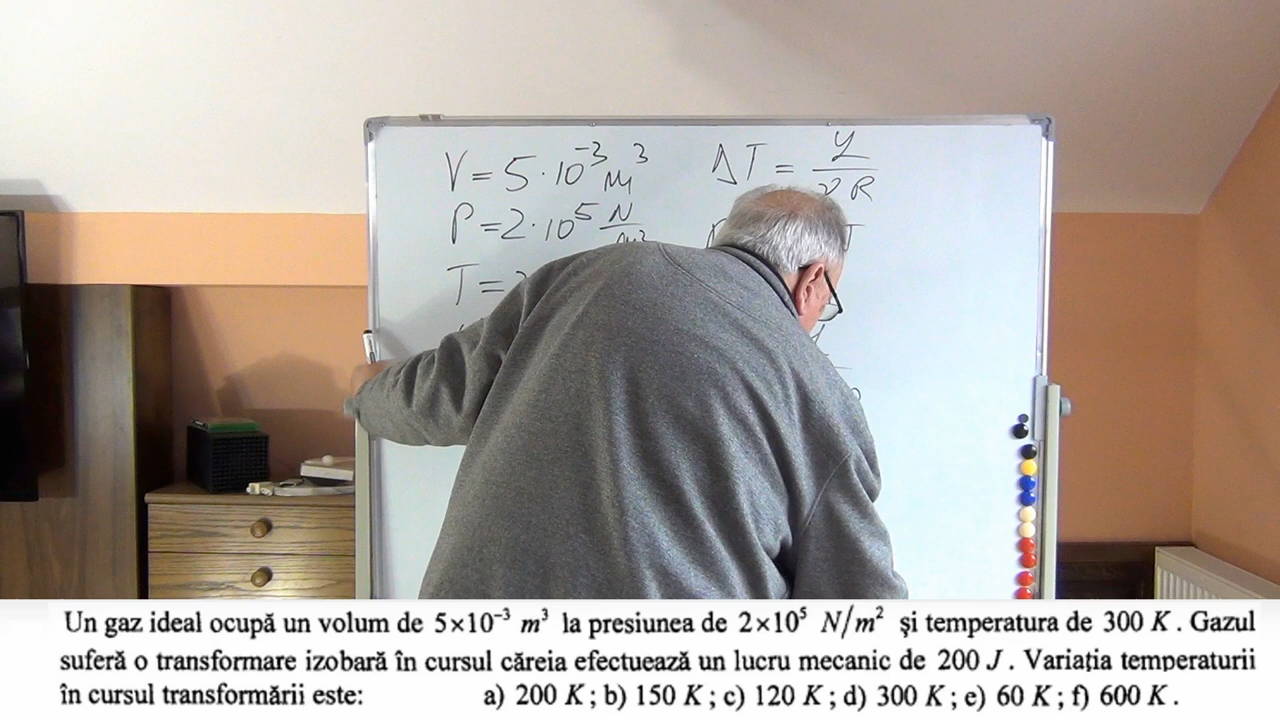 V = 5·10⁻³ m³
P = 2·10⁵ N/m²
T =
ΔT = L/νR
Un gaz ideal ocupă un volum de 5×10⁻³ m³ la presiunea de 2×10⁵ N/m² și temperatura de 300 K. Gazul
suferă o transformare izobară în cursul căreia efectuează un lucru mecanic de 200 J. Variația temperaturii
în cursul transformării este: a) 200 K; b) 150 K; c) 120 K; d) 300 K; e) 60 K; f) 600 K.